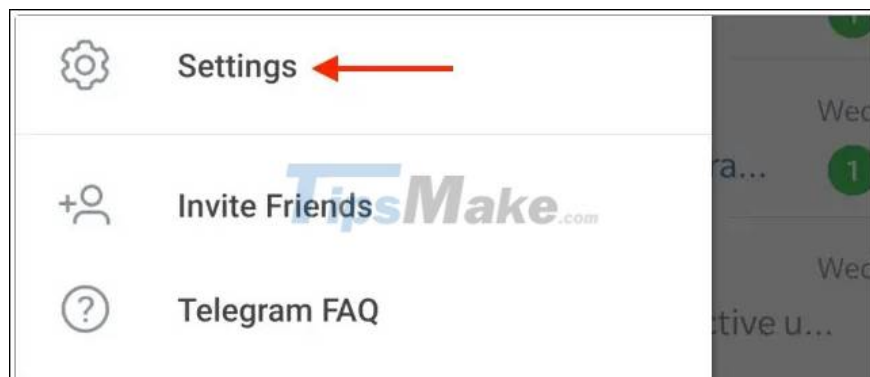 Settings
Wed
ra...
1
Invite Friends
TipsMake.com
Wed
Telegram FAQ
ctive u...